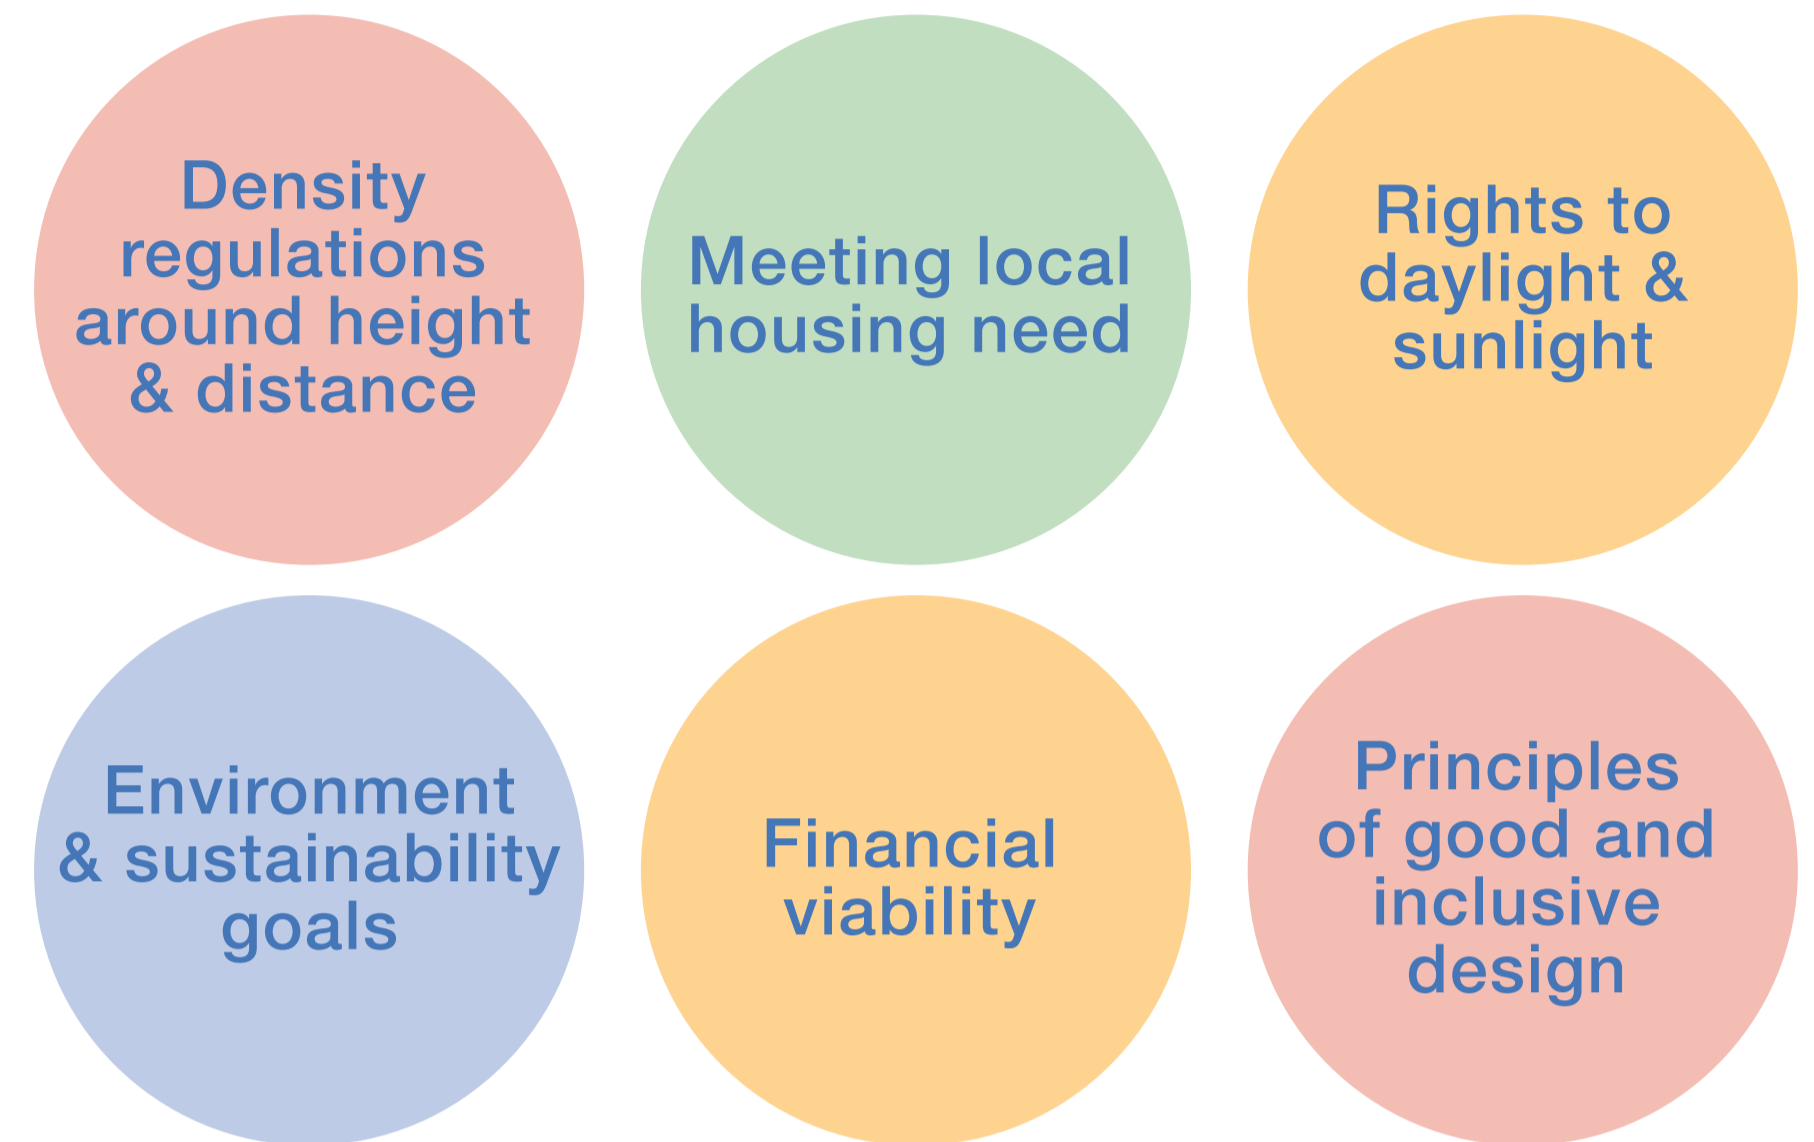 Density
regulations
around height
& distance
Meeting local
housing need
Rights to
daylight &
sunlight
Environment
& sustainability
goals
Financial
viability
Principles
of good and
inclusive
design